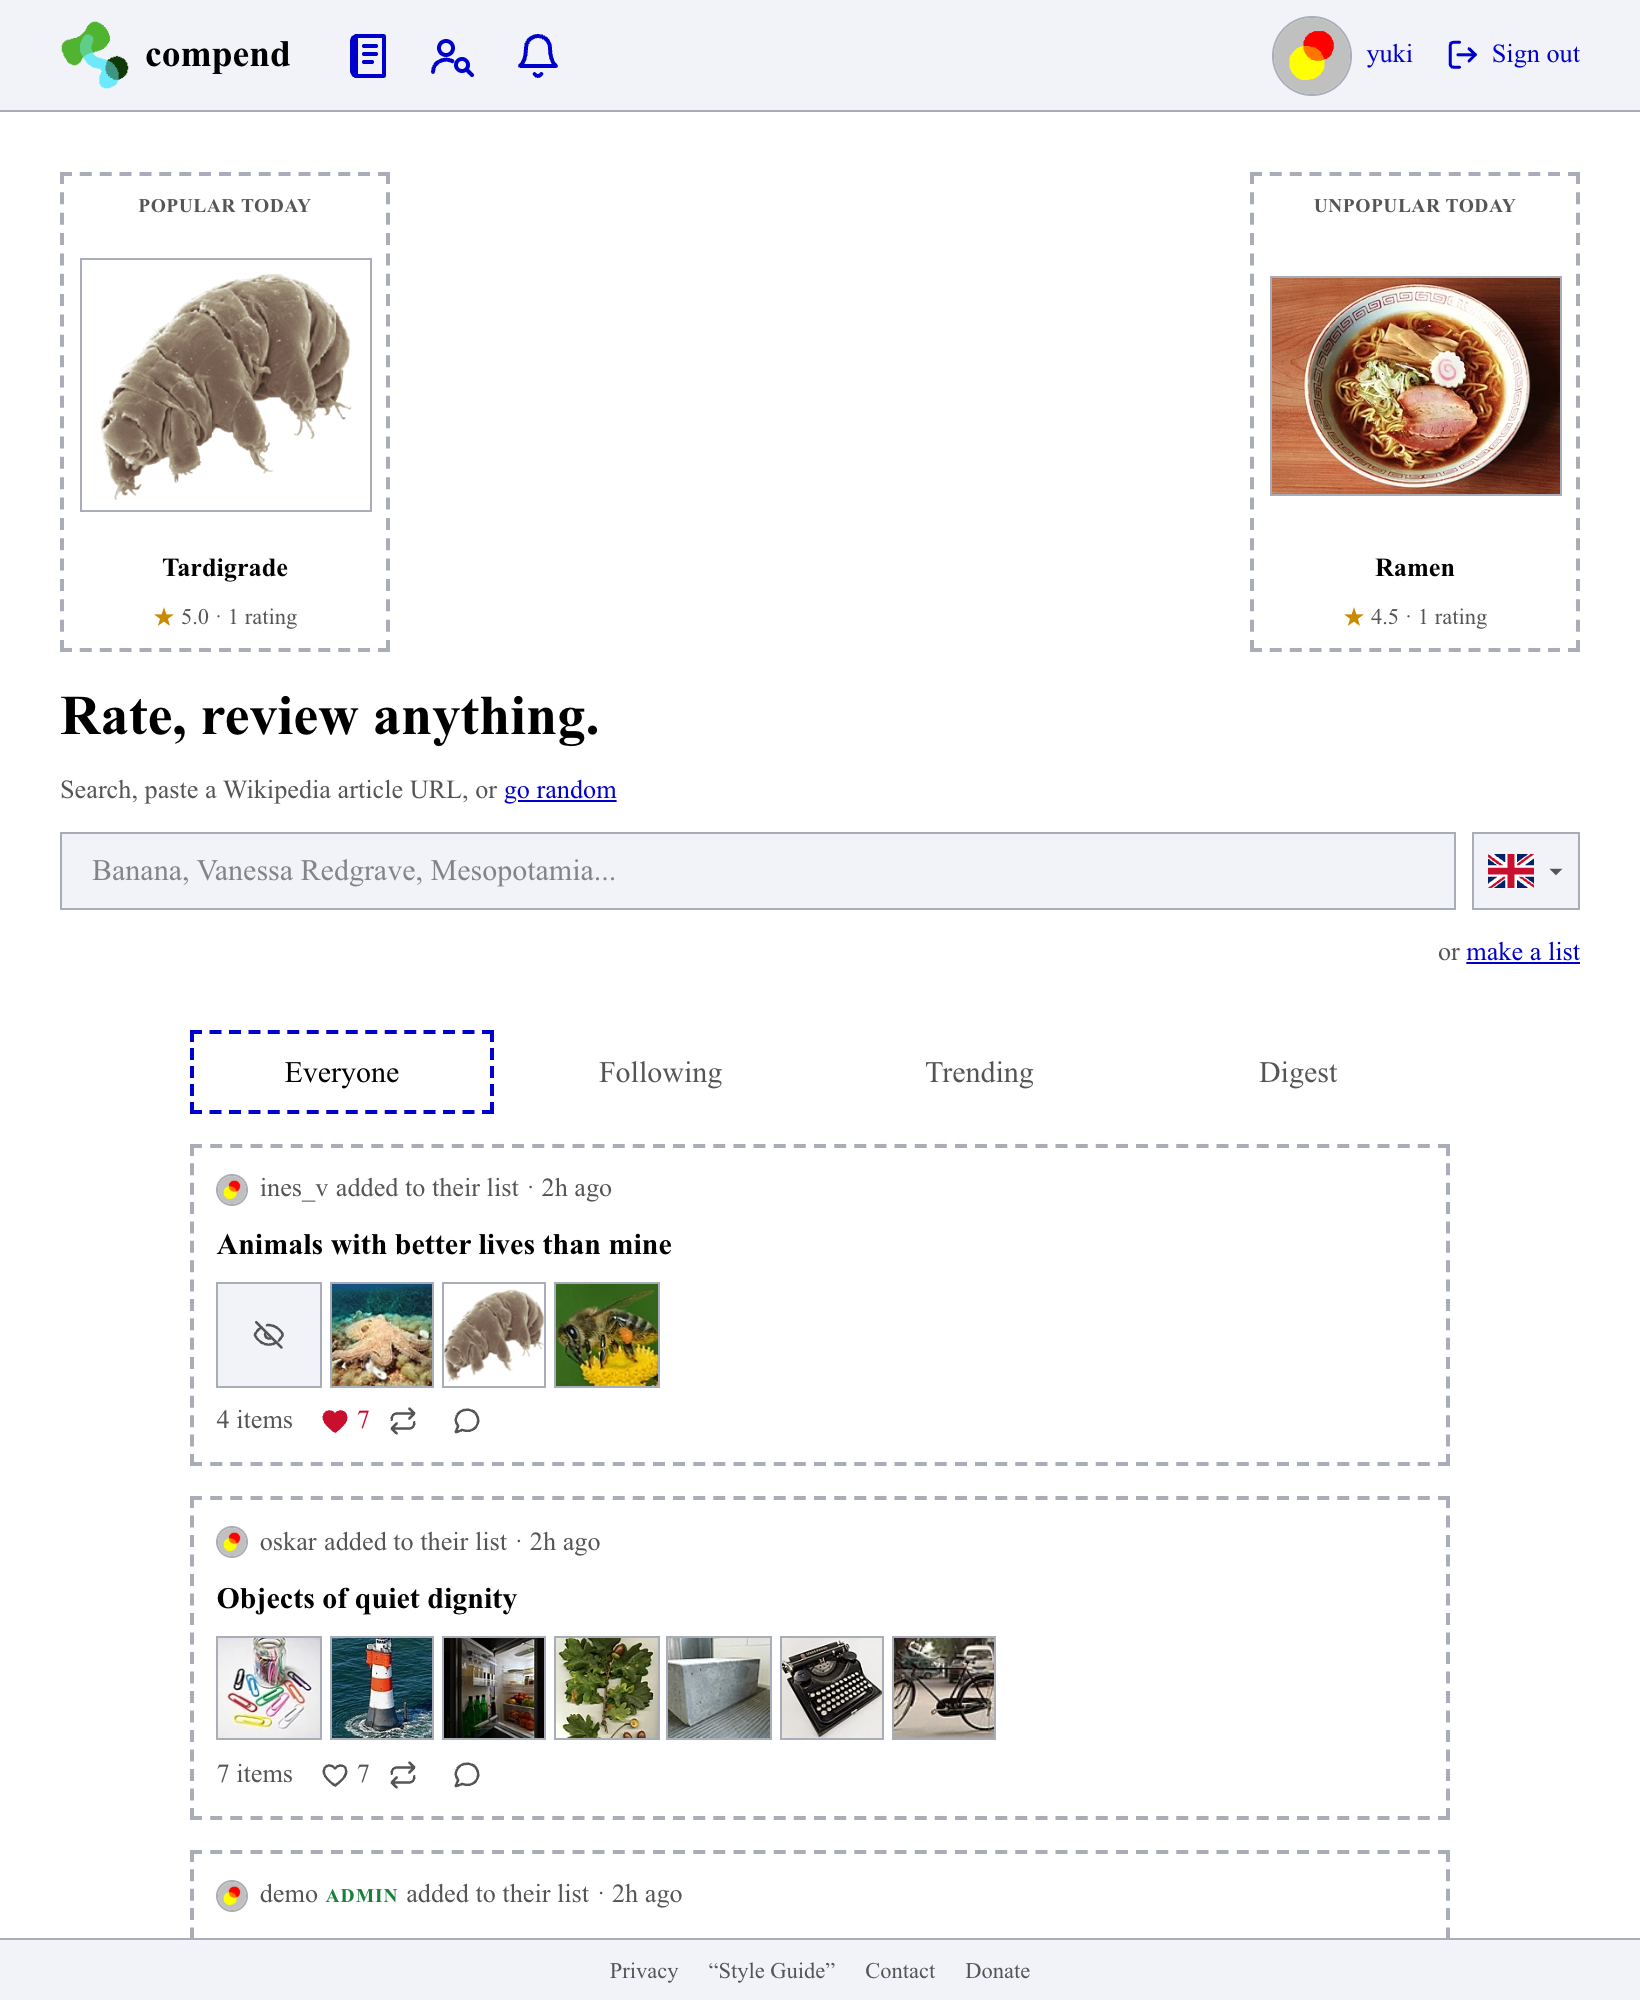 compend
yuki
Sign out
POPULAR TODAY
Tardigrade
★ 5.0 · 1 rating
UNPOPULAR TODAY
Ramen
★ 4.5 · 1 rating
Rate, review anything.
Search, paste a Wikipedia article URL, or go random
Banana, Vanessa Redgrave, Mesopotamia...
or make a list
Everyone
Following
Trending
Digest
ines_v added to their list · 2h ago
Animals with better lives than mine
4 items
7
oskar added to their list · 2h ago
Objects of quiet dignity
7 items
7
demo ADMIN added to their list · 2h ago
Privacy
“Style Guide”
Contact
Donate